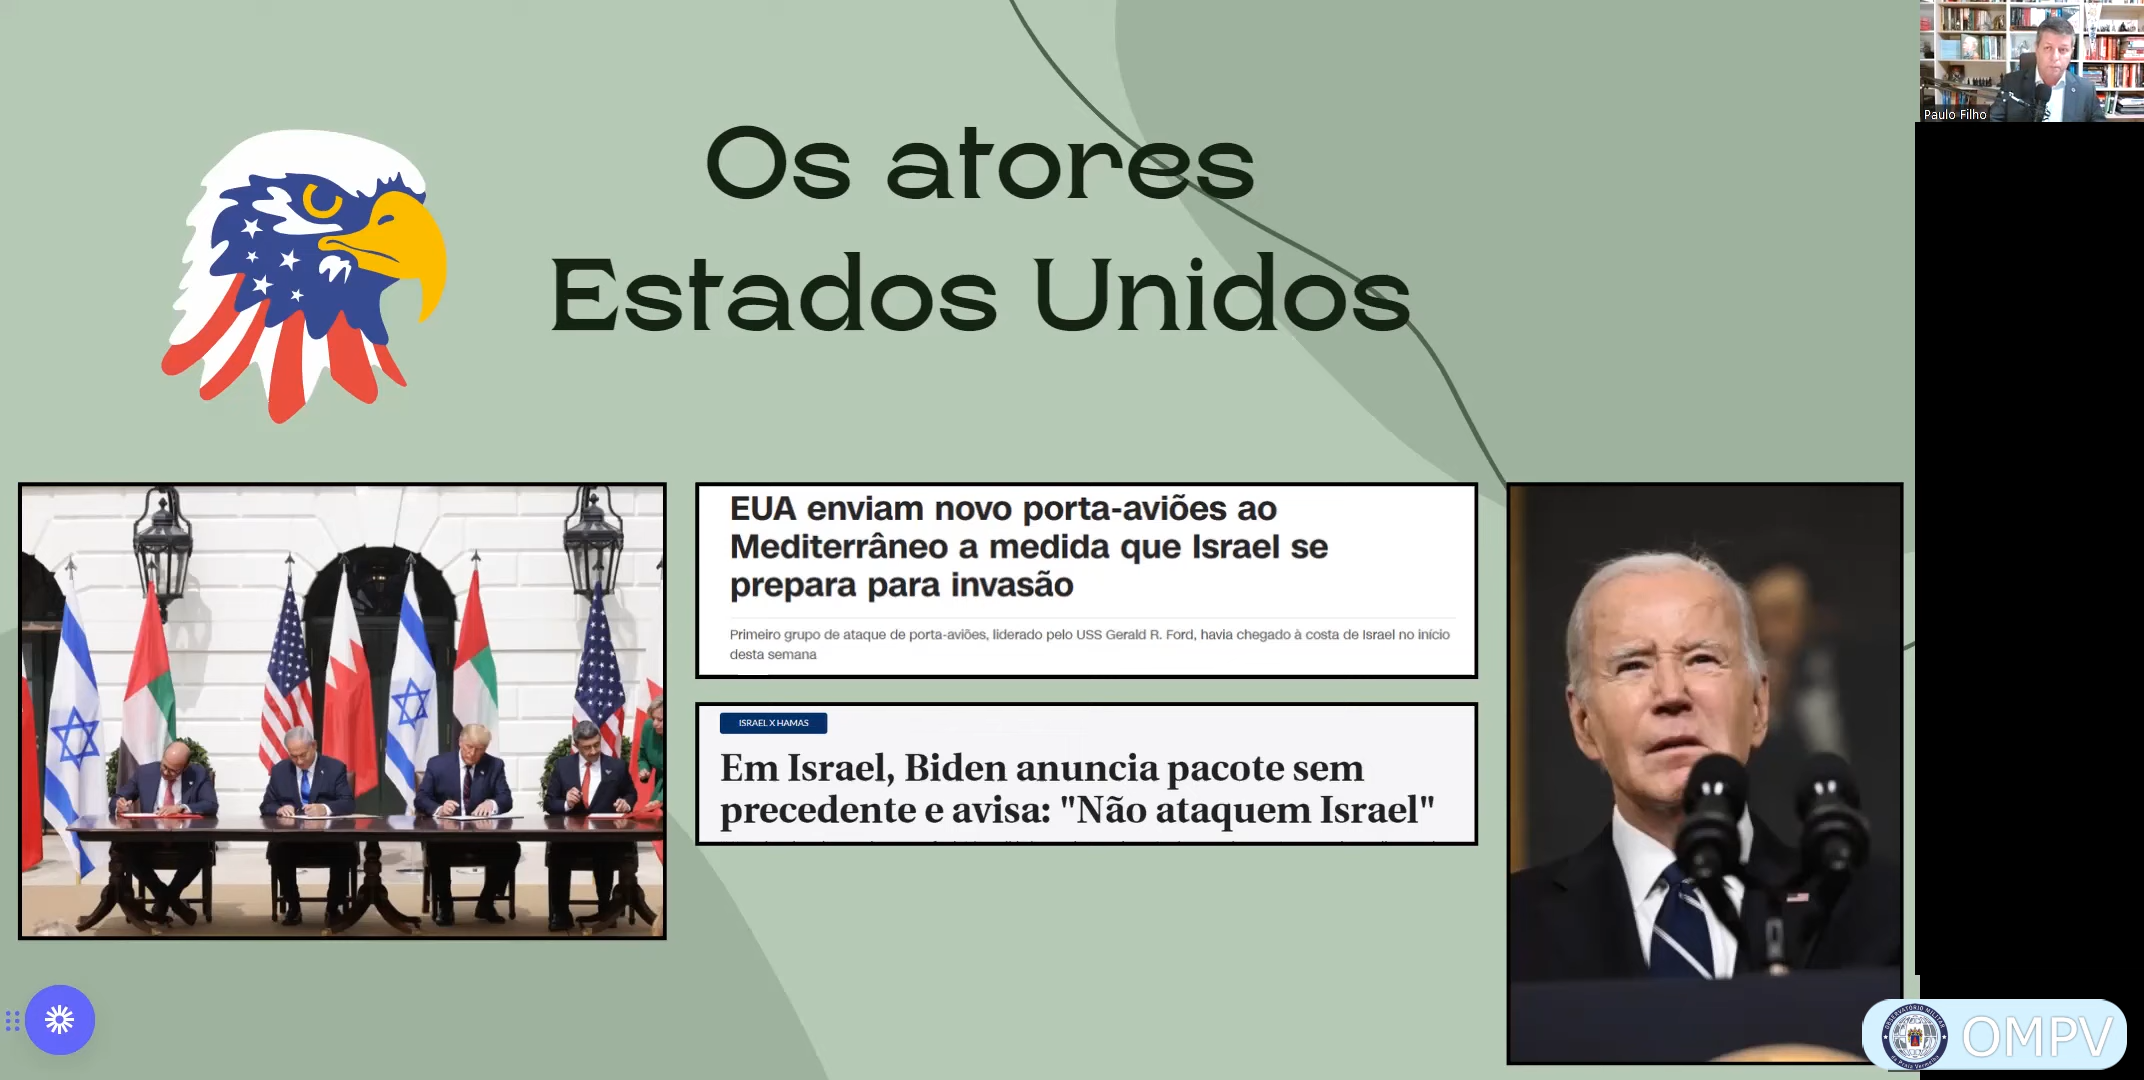 Os atores
Estados Unidos
EUA enviam novo porta-aviões ao
Mediterrâneo a medida que Israel se
prepara para invasão
Primeiro grupo de ataque de porta-aviões, liderado pelo USS Gerald R. Ford, havia chegado à costa de Israel no início
desta semana
ISRAEL X HAMAS
Em Israel, Biden anuncia pacote sem
precedente e avisa: "Não ataquem Israel"
Paulo Filho
OMPV